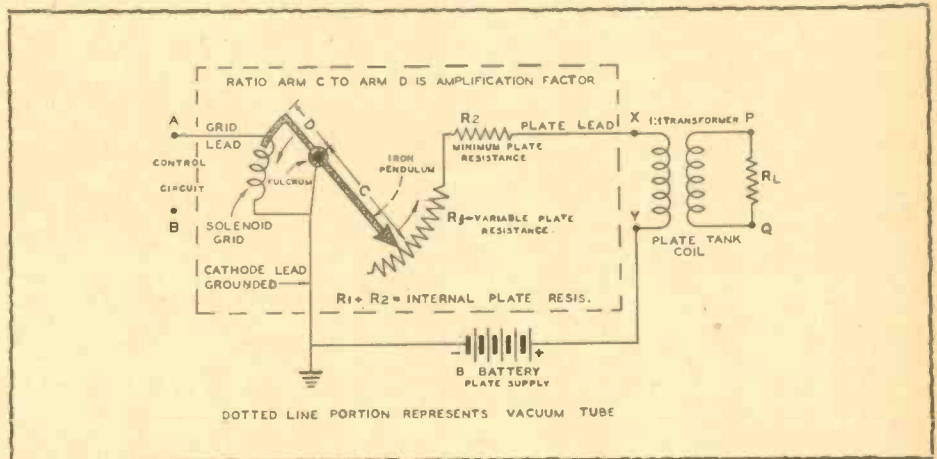 RATIO ARM C TO ARM D IS AMPLIFICATION FACTOR
A
GRID
LEAD
CONTROL
CIRCUIT
B
SOLENOID
GRID
D
FULCRUM
C
IRON
PENDULUM
R2
MINIMUM PLATE
RESISTANCE
PLATE LEAD
VARIABLE PLATE
RESISTANCE.
CATHODE LEAD
GROUNDED
R1 + R2 = INTERNAL PLATE RESIS.
X
1:1 TRANSFORMER
P
RL
Y
Q
PLATE TANK
COIL
- +
B BATTERY
PLATE SUPPLY
DOTTED LINE PORTION REPRESENTS VACUUM TUBE